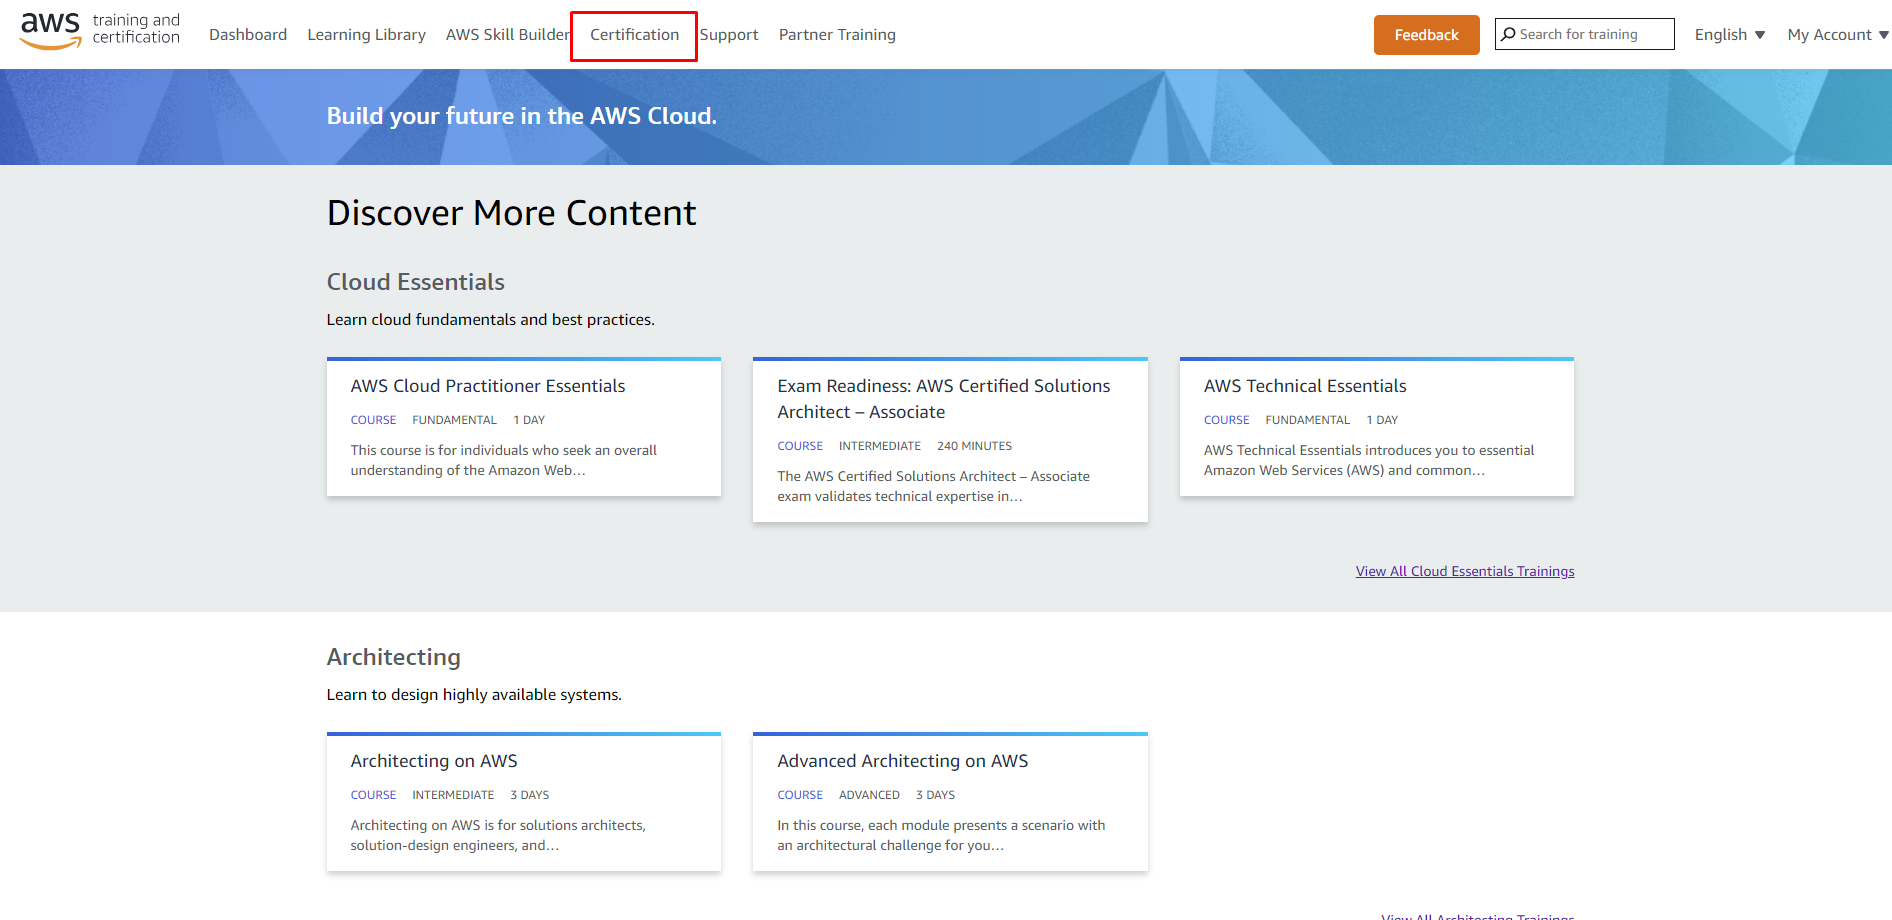 aws training and certification
Dashboard Learning Library AWS Skill Builder Certification Support Partner Training Feedback Search for training English My Account
Build your future in the AWS Cloud.
Discover More Content
Cloud Essentials
Learn cloud fundamentals and best practices.
AWS Cloud Practitioner Essentials
COURSE FUNDAMENTAL 1 DAY
This course is for individuals who seek an overall
understanding of the Amazon Web...
Exam Readiness: AWS Certified Solutions
Architect – Associate
COURSE INTERMEDIATE 240 MINUTES
The AWS Certified Solutions Architect – Associate
exam validates technical expertise in...
AWS Technical Essentials
COURSE FUNDAMENTAL 1 DAY
AWS Technical Essentials introduces you to essential
Amazon Web Services (AWS) and common...
View All Cloud Essentials Trainings
Architecting
Learn to design highly available systems.
Architecting on AWS
COURSE INTERMEDIATE 3 DAYS
Architecting on AWS is for solutions architects,
solution-design engineers, and...
Advanced Architecting on AWS
COURSE ADVANCED 3 DAYS
In this course, each module presents a scenario with
an architectural challenge for you...
View All Architecting Trainings